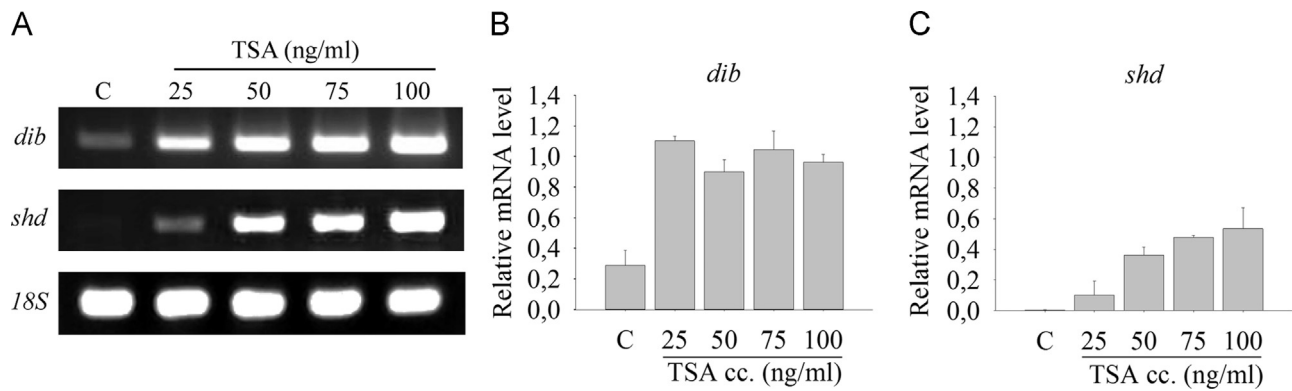 A
TSA (ng/ml)
C 25 50 75 100
dib
shd
18S
B
dib
Relative mRNA level
1,4
1,2
1,0
0,8
0,6
0,4
0,2
0,0
C 25 50 75 100
TSA cc. (ng/ml)
C
shd
Relative mRNA level
1,4
1,2
1,0
0,8
0,6
0,4
0,2
0,0
C 25 50 75 100
TSA cc. (ng/ml)